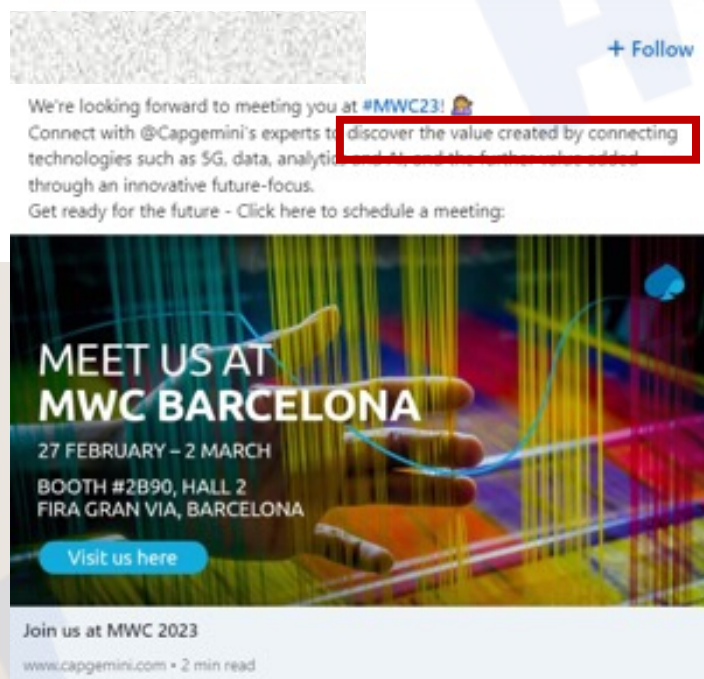 + Follow
We're looking forward to meeting you at #MWC23! 🙋
Connect with @Capgemini's experts to discover the value created by connecting
technologies such as 5G, data, analytics and AI, and the further value added
through an innovative future-focus.
Get ready for the future - Click here to schedule a meeting:
MEET US AT
MWC BARCELONA
27 FEBRUARY – 2 MARCH
BOOTH #2B90, HALL 2
FIRA GRAN VIA, BARCELONA
Visit us here
Join us at MWC 2023
www.capgemini.com • 2 min read